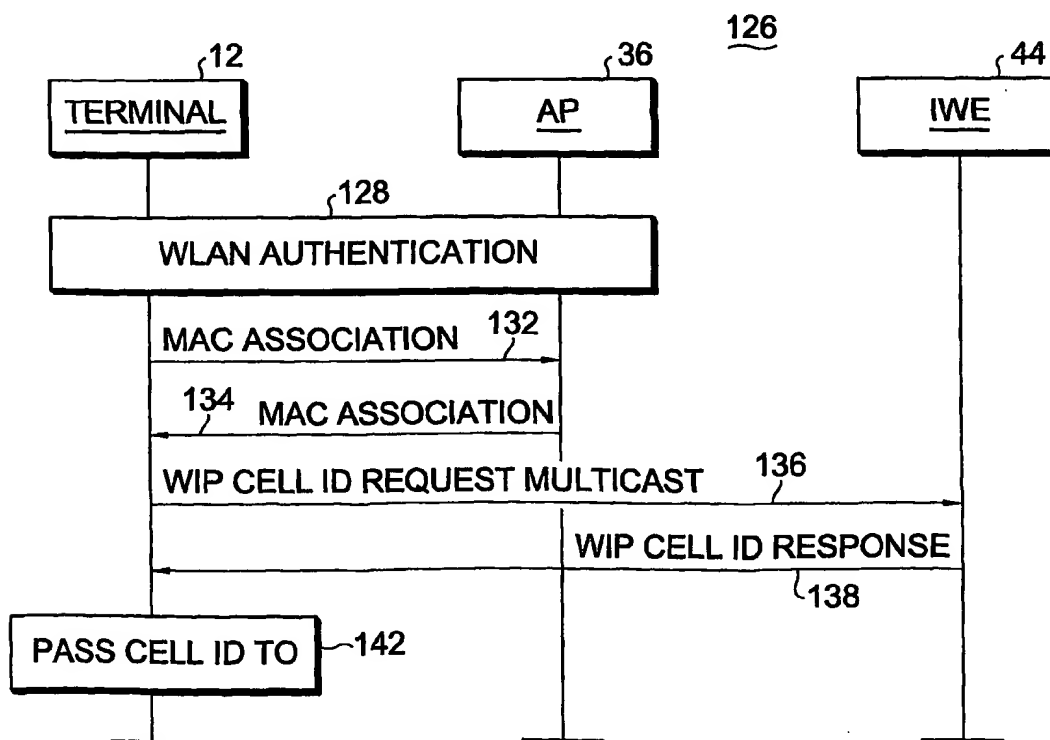 126
12
36
44
TERMINAL
AP
IWE
128
WLAN AUTHENTICATION
MAC ASSOCIATION
132
134
MAC ASSOCIATION
WIP CELL ID REQUEST MULTICAST
136
WIP CELL ID RESPONSE
138
PASS CELL ID TO
142